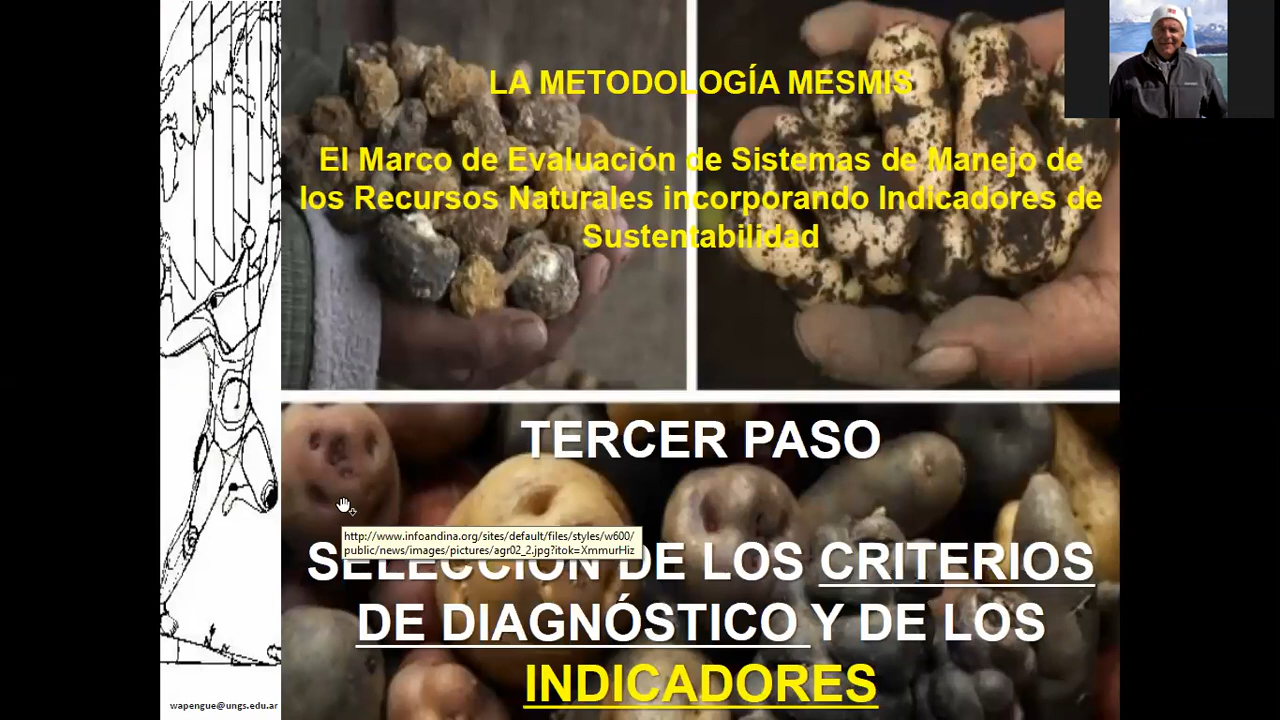 LA METODOLOGÍA MESMIS
El Marco de Evaluación de Sistemas de Manejo de
los Recursos Naturales incorporando Indicadores de
Sustentabilidad
TERCER PASO
http://www.infoandina.org/sites/default/files/styles/w600/
public/news/images/pictures/agr02_2.jpg?itok=XmmurHiz
SELECCIÓN DE LOS CRITERIOS
DE DIAGNÓSTICO Y DE LOS
INDICADORES
wapengue@ungs.edu.ar